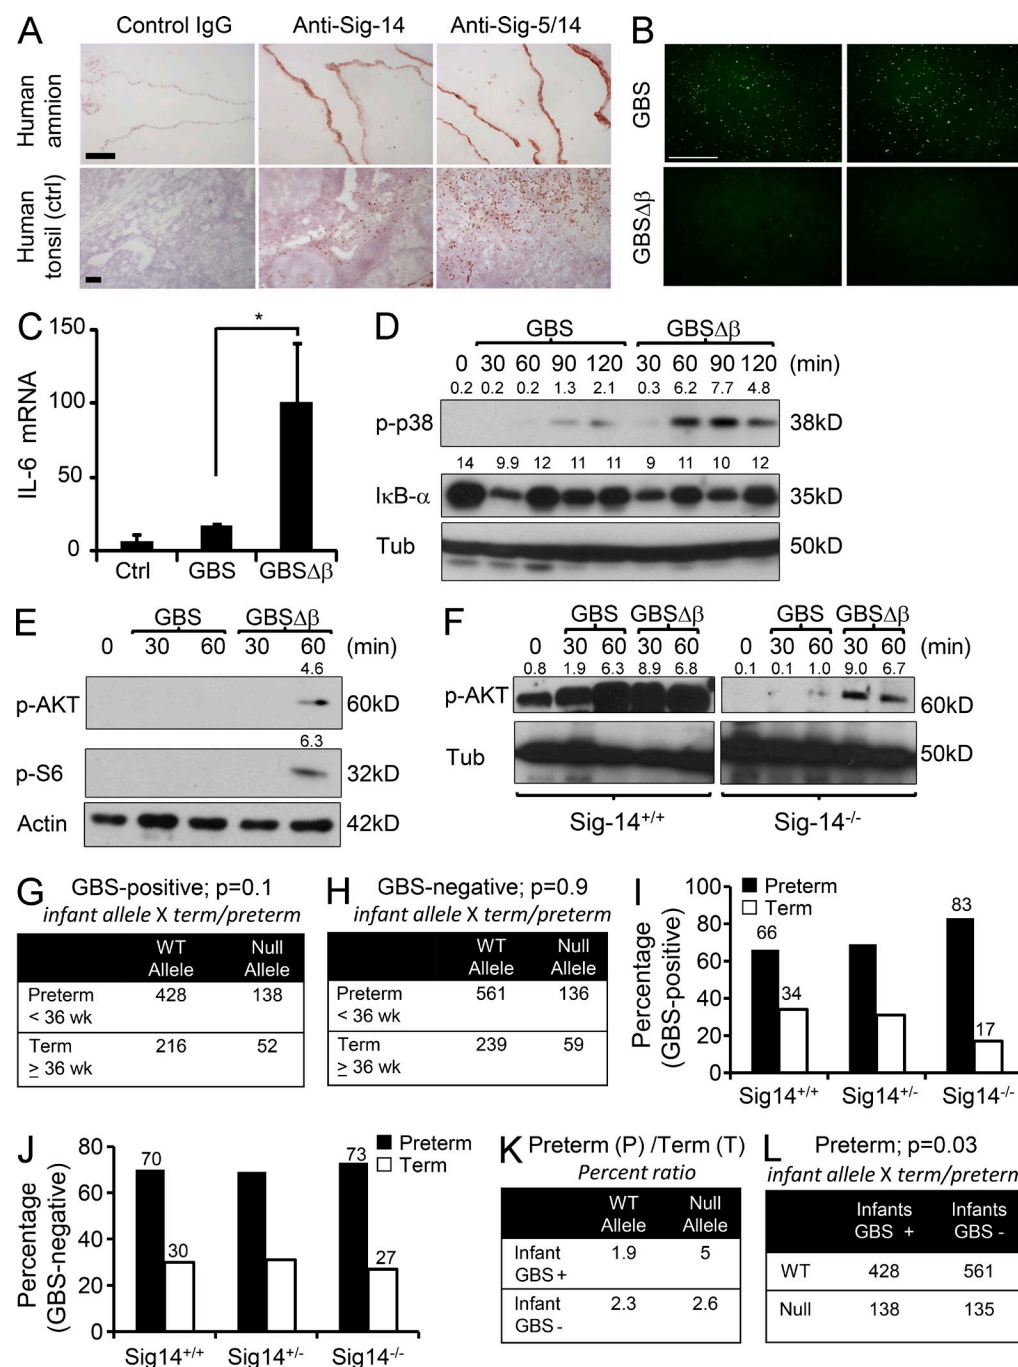 A
Control IgG Anti-Sig-14 Anti-Sig-5/14
Human amnion
Human tonsil (ctrl)
B
GBS
GBSΔβ
C
150
100
50
0
IL-6 mRNA
*
Ctrl GBS GBSΔβ
D
GBS GBSΔβ
0 30 60 90 120 30 60 90 120 (min)
0.2 0.2 0.2 1.3 2.1 0.3 6.2 7.7 4.8
p-p38 38kD
14 9.9 12 11 11 9 11 10 12
IκB-α 35kD
Tub 50kD
E
GBS GBSΔβ
0 30 60 30 60 (min)
4.6
p-AKT 60kD
6.3
p-S6 32kD
Actin 42kD
F
GBS GBSΔβ GBS GBSΔβ
0 30 60 30 60 0 30 60 30 60 (min)
0.8 1.9 6.3 8.9 6.8 0.1 0.1 1.0 9.0 6.7
p-AKT 60kD
Tub 50kD
Sig-14+/+ Sig-14-/-
G GBS-positive; p=0.1
infant allele X term/preterm
WT Allele Null Allele
Preterm 428 138
< 36 wk
Term 216 52
≥ 36 wk
H GBS-negative; p=0.9
infant allele X term/preterm
WT Allele Null Allele
Preterm 561 136
< 36 wk
Term 239 59
≥ 36 wk
I
Preterm
Term
Percentage
(GBS-positive)
100
80
60
40
20
0
66 34 83 17
Sig14+/+ Sig14+/- Sig14-/-
J
Preterm
Term
Percentage
(GBS-negative)
80
60
40
20
0
70 30 73 27
Sig14+/+ Sig14+/- Sig14-/-
K Preterm (P) /Term (T)
Percent ratio
WT Allele Null Allele
Infant GBS + 1.9 5
Infant GBS - 2.3 2.6
L Preterm; p=0.03
infant allele X term/preterm
Infants GBS + Infants GBS -
WT 428 561
Null 138 135